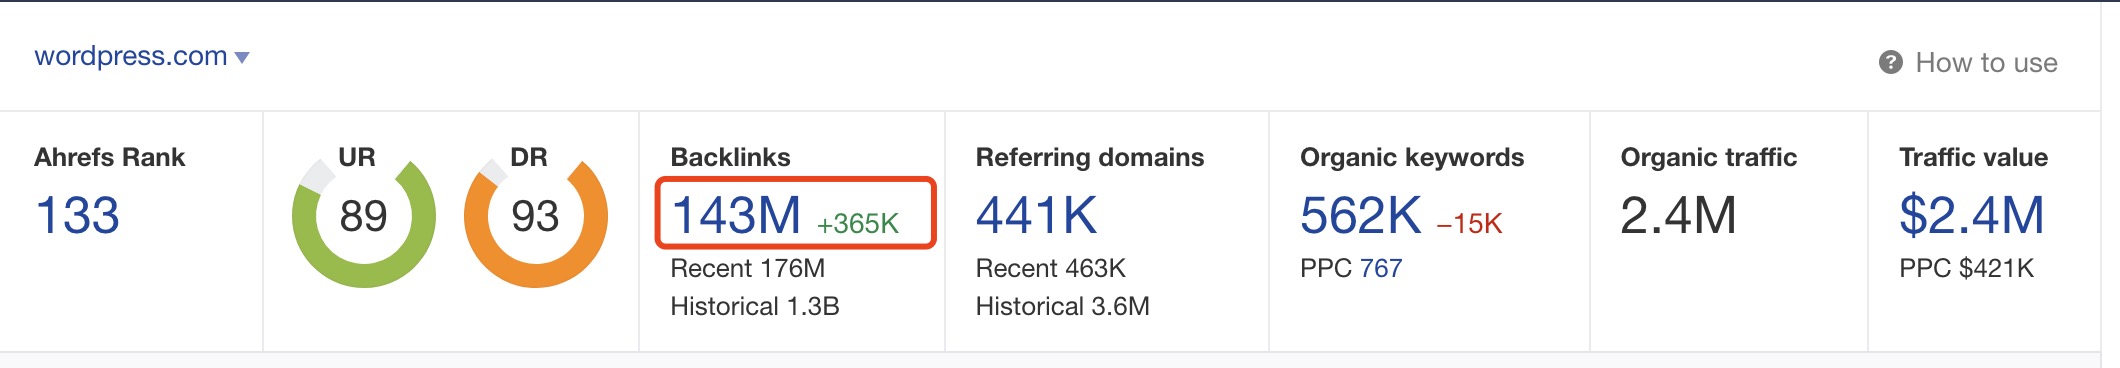 wordpress.com
How to use
Ahrefs Rank
133
UR
89
DR
93
Backlinks
143M +365K
Recent 176M
Historical 1.3B
Referring domains
441K
Recent 463K
Historical 3.6M
Organic keywords
562K −15K
PPC 767
Organic traffic
2.4M
Traffic value
$2.4M
PPC $421K